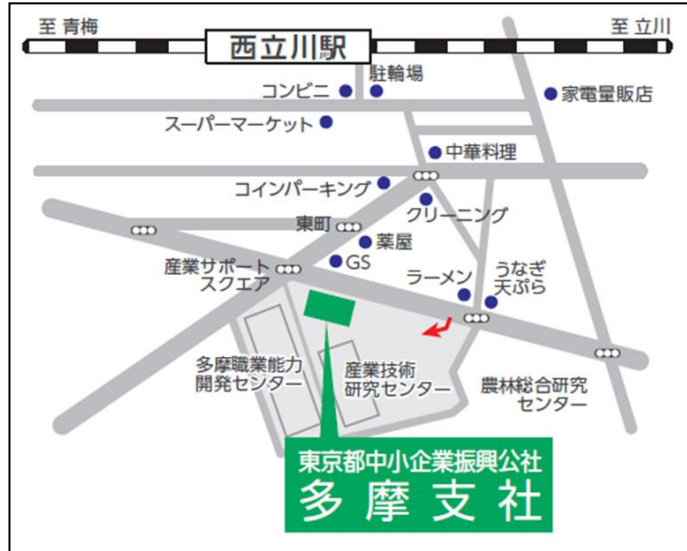 至 青梅
至 立川
西立川駅
駐輪場
コンビニ
家電量販店
スーパーマーケット
中華料理
コインパーキング
クリーニング
東町
薬屋
GS
産業サポート
スクエア
ラーメン
うなぎ
天ぷら
多摩職業能力
開発センター
産業技術
研究センター
農林総合研究
センター
東京都中小企業振興公社
多摩支社